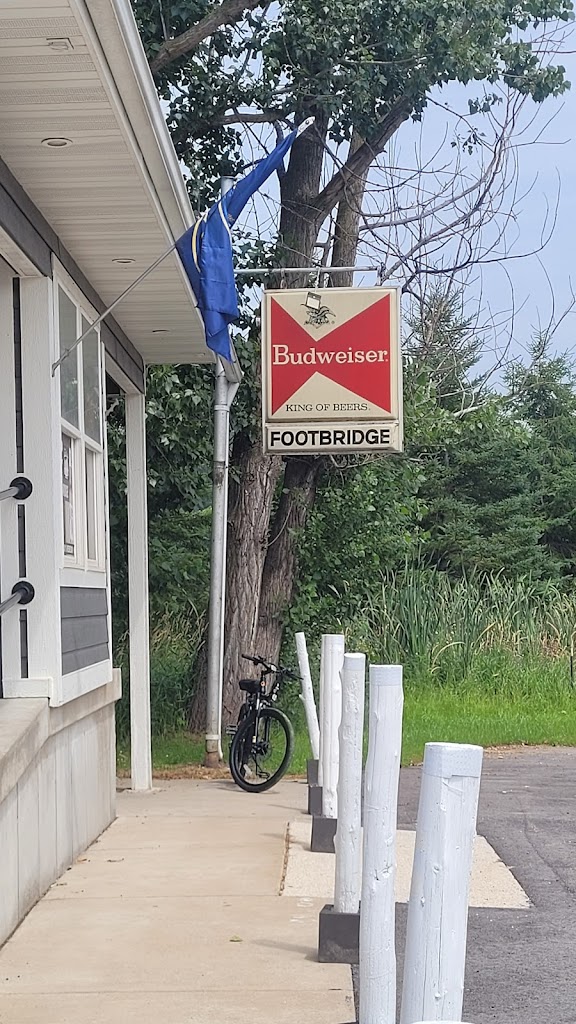 Budweiser.
KING OF BEERS.
FOOTBRIDGE